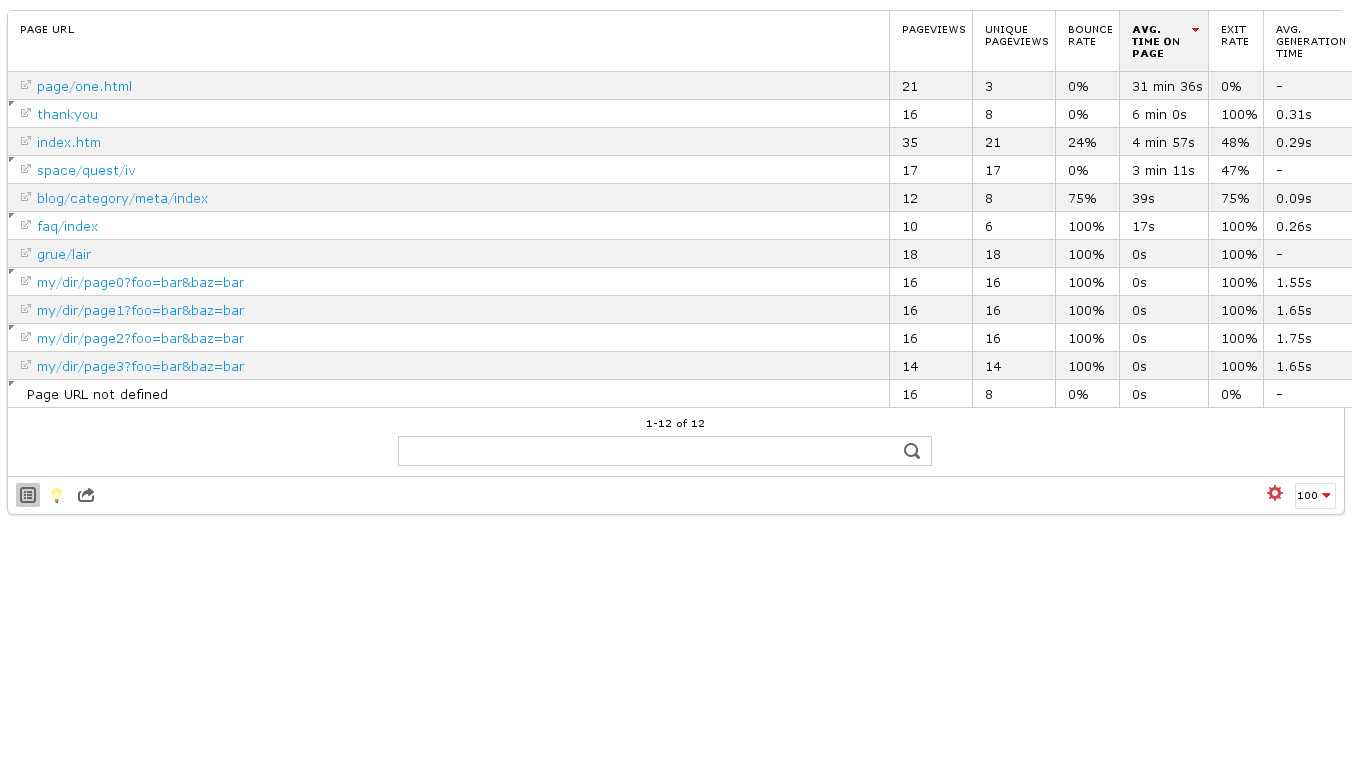 PAGE URL PAGEVIEWS UNIQUE PAGEVIEWS BOUNCE RATE AVG. TIME ON PAGE EXIT RATE AVG. GENERATION TIME
page/one.html 21 3 0% 31 min 36s 0% -
thankyou 16 8 0% 6 min 0s 100% 0.31s
index.htm 35 21 24% 4 min 57s 48% 0.29s
space/quest/iv 17 17 0% 3 min 11s 47% -
blog/category/meta/index 12 8 75% 39s 75% 0.09s
faq/index 10 6 100% 17s 100% 0.26s
grue/lair 18 18 100% 0s 100% -
my/dir/page0?foo=bar&baz=bar 16 16 100% 0s 100% 1.55s
my/dir/page1?foo=bar&baz=bar 16 16 100% 0s 100% 1.65s
my/dir/page2?foo=bar&baz=bar 16 16 100% 0s 100% 1.75s
my/dir/page3?foo=bar&baz=bar 14 14 100% 0s 100% 1.65s
Page URL not defined 16 8 0% 0s 0% -
1-12 of 12
100